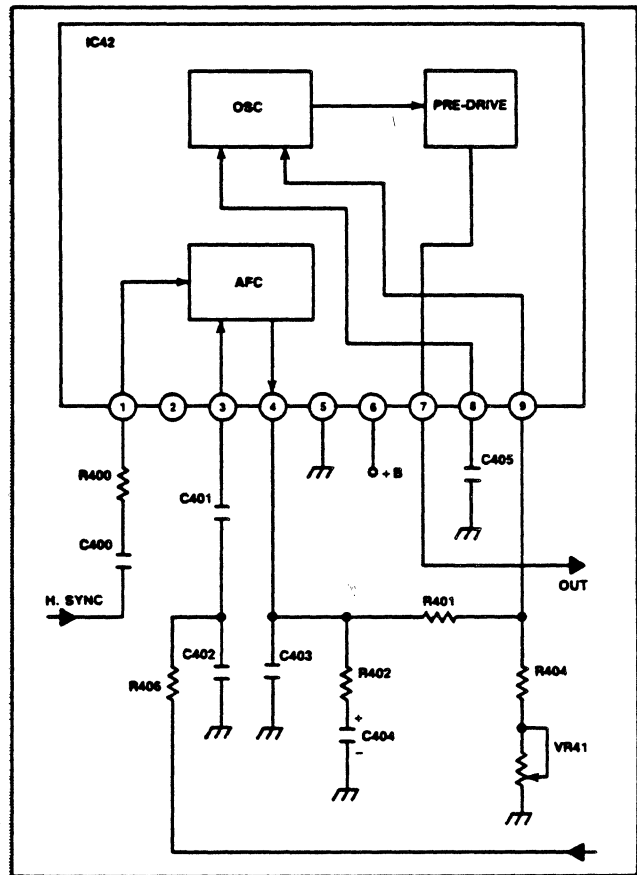 IC42
OSC
PRE-DRIVE
AFC
1 2 3 4 5 6 7 8 9
R400
C401
+B
C405
C400
OUT
H. SYNC
R401
R406
C402
C403
R402
R404
+
C404
-
VR41